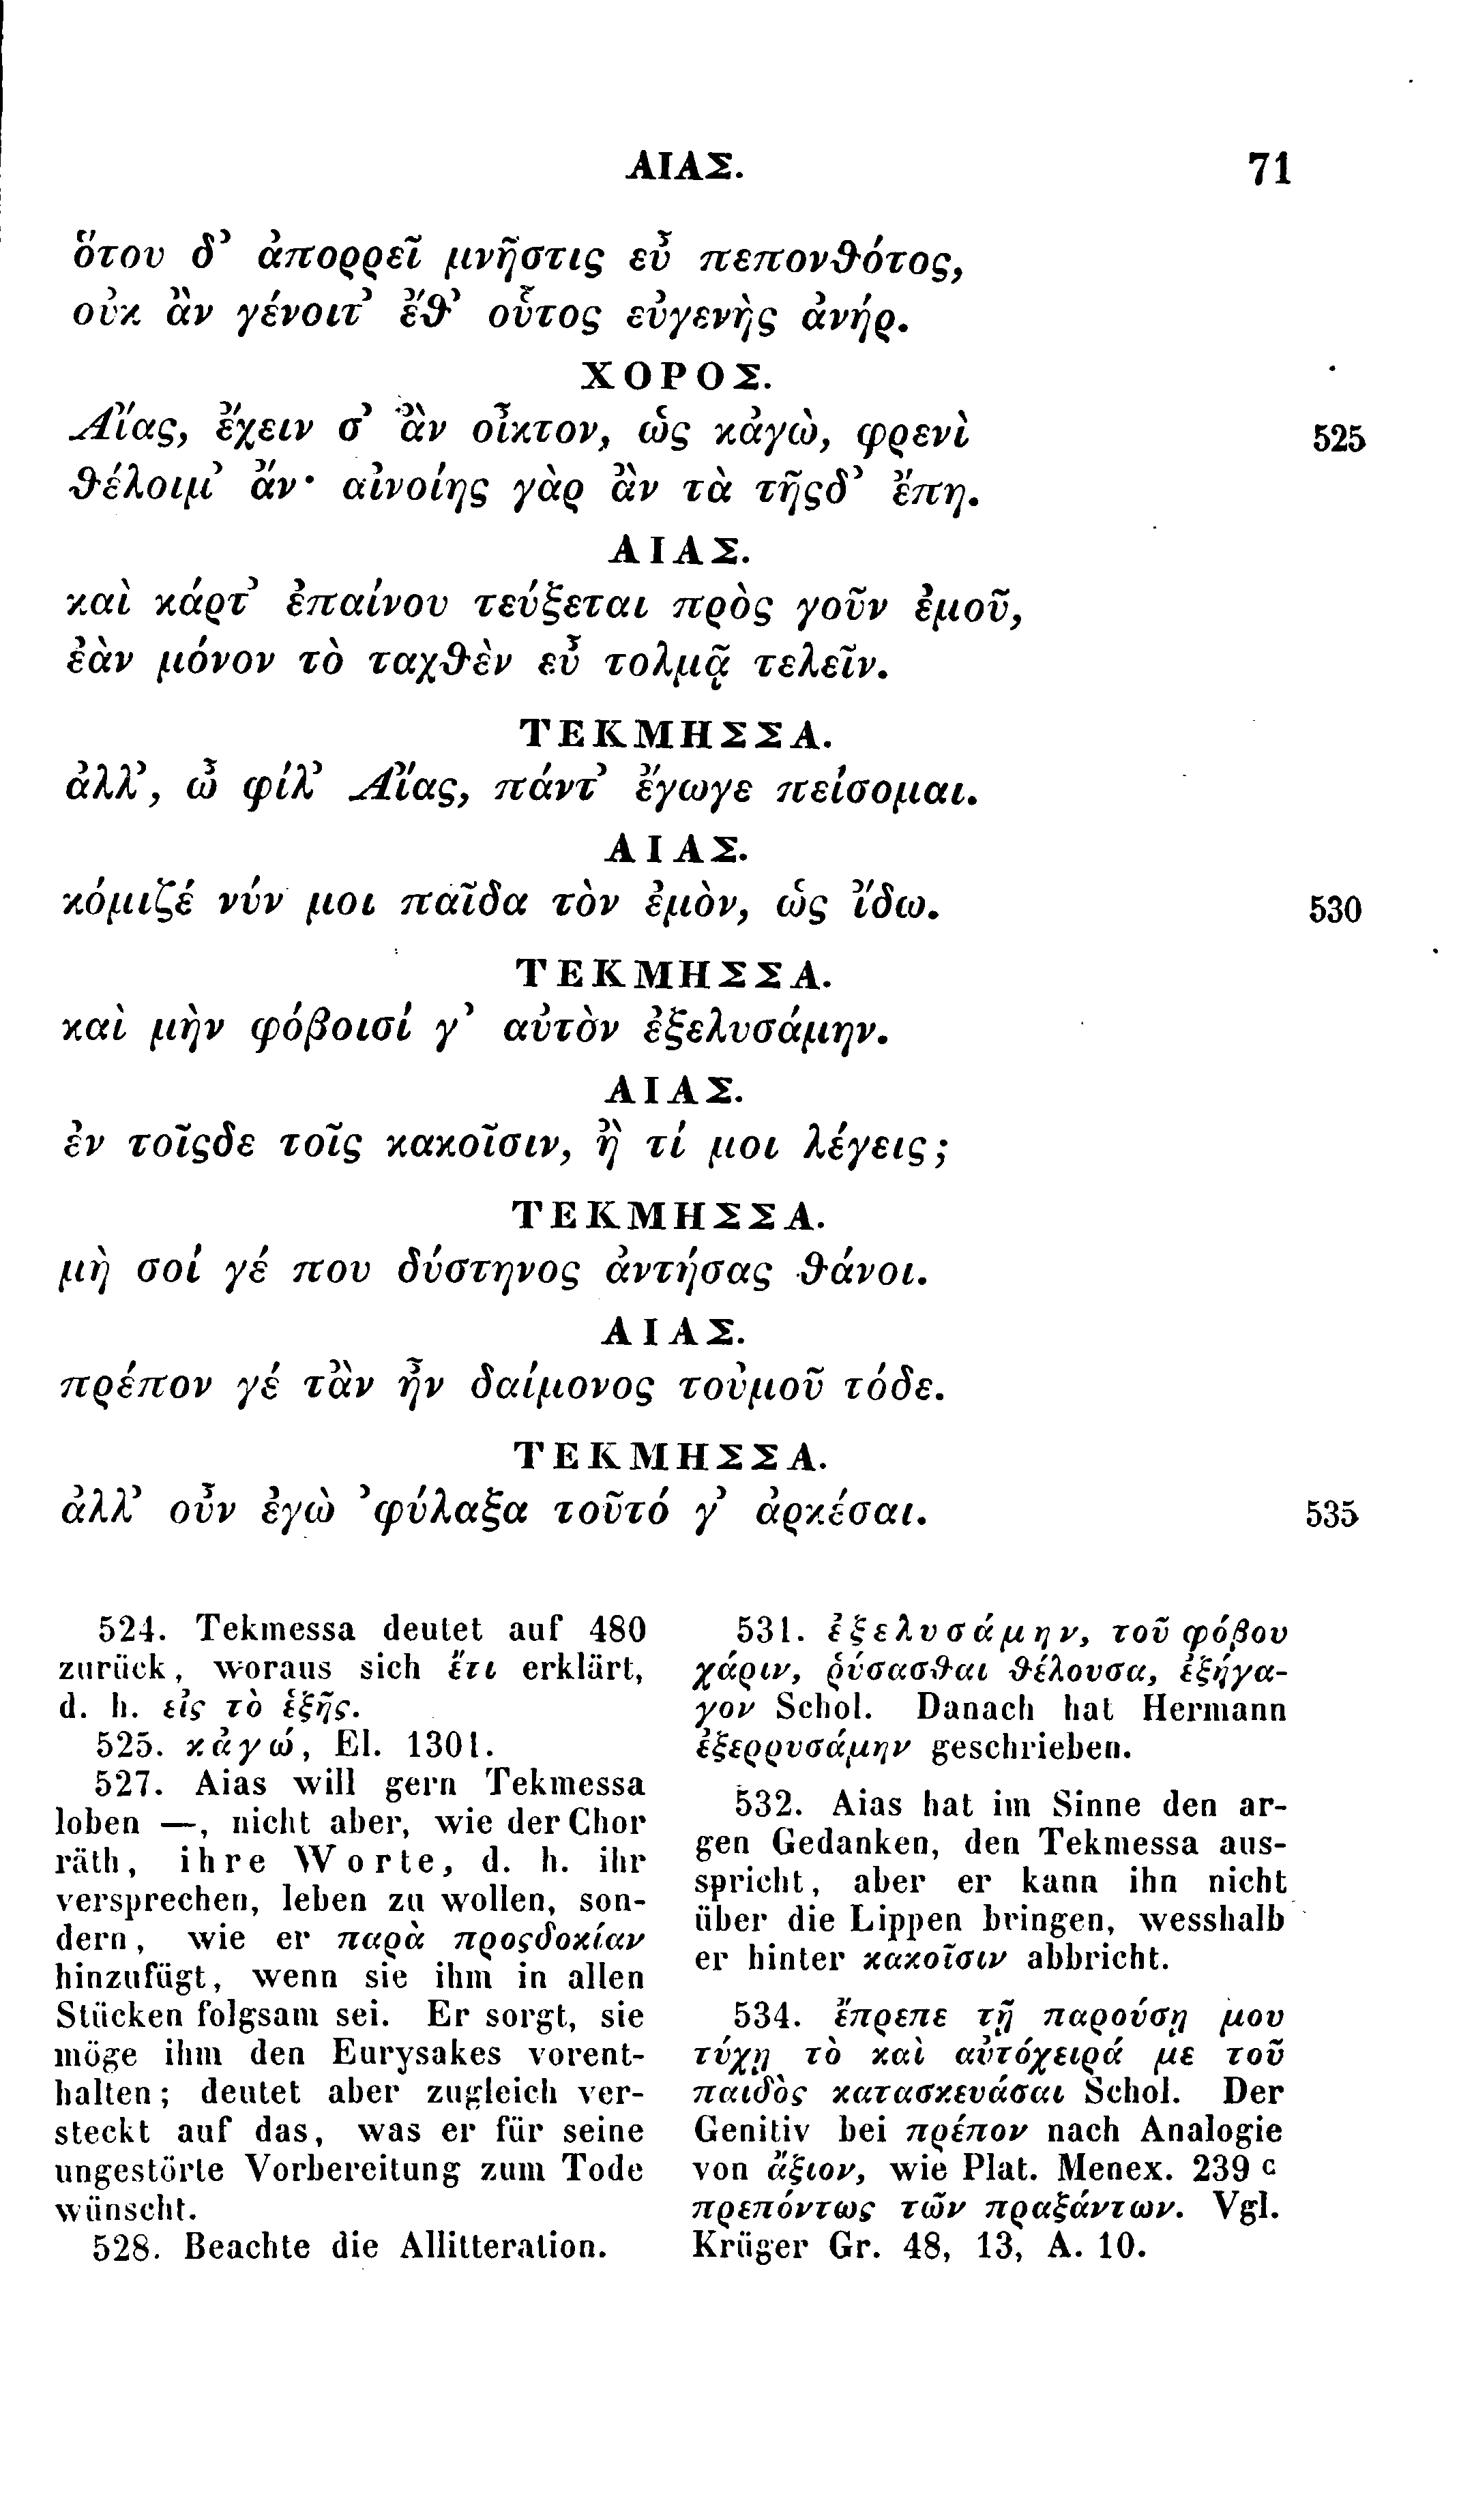 ΑΙΑΣ. 71
ὅτου δ’ ἀπορρεῖ μνῆστις εὖ πεπονϑότος,
οὐκ ἂν γένοιτ’ ἔϑ’ οὗτος εὐγενὴς ἀνήρ.
ΧΟΡΟΣ.
Αἴας, ἔχειν σ’ ἂν οἶκτον, ὡς κἀγὼ, φρενὶ 525
ϑέλοιμ’ ἄν· αἰνοίης γὰρ ἂν τὰ τῆςδ’ ἔπη.
ΑΙΑΣ.
καὶ κάρτ’ ἐπαίνου τεύξεται πρὸς γοῦν ἐμοῦ,
ἐὰν μόνον τὸ ταχϑὲν εὖ τολμᾷ τελεῖν.
ΤΕΚΜΗΣΣΑ.
ἀλλ’, ὦ φίλ’ Αἴας, πάντ’ ἔγωγε πείσομαι.
ΑΙΑΣ.
κόμιζέ νύν μοι παῖδα τὸν ἐμὸν, ὡς ἴδω. 530
ΤΕΚΜΗΣΣΑ.
καὶ μὴν φόβοισί γ’ αὐτὸν ἐξελυσάμην.
ΑΙΑΣ.
ἐν τοῖςδε τοῖς κακοῖσιν, ἢ τί μοι λέγεις;
ΤΕΚΜΗΣΣΑ.
μὴ σοί γέ που δύστηνος ἀντήσας ϑάνοι.
ΑΙΑΣ.
πρέπον γέ τἂν ἦν δαίμονος τοὐμοῦ τόδε.
ΤΕΚΜΗΣΣΑ.
ἀλλ’ οὖν ἐγὼ ’φύλαξα τοῦτό γ’ ἀρκέσαι. 535
524. Tekmessa deutet auf 480
zurück, woraus sich ἔτι erklärt,
d. h. εἰς τὸ ἑξῆς.
525. κἀγώ, El. 1301.
527. Aias will gern Tekmessa
loben —, nicht aber, wie der Chor
räth, ihre Worte, d. h. ihr
versprechen, leben zu wollen, son-
dern, wie er παρὰ προςδοκίαν
hinzufügt, wenn sie ihm in allen
Stücken folgsam sei. Er sorgt, sie
möge ihm den Eurysakes vorent-
halten; deutet aber zugleich ver-
steckt auf das, was er für seine
ungestörte Vorbereitung zum Tode
wünscht.
528. Beachte die Allitteration.
531. ἐξελυσάμην, τοῦ φόβου
χάριν, ῥύσασϑαι ϑέλουσα, ἐξήγα-
γον Schol. Danach hat Hermann
ἐξερρυσάμην geschrieben.
532. Aias hat im Sinne den ar-
gen Gedanken, den Tekmessa aus-
spricht, aber er kann ihn nicht
über die Lippen bringen, wesshalb
er hinter κακοῖσιν abbricht.
534. ἔπρεπε τῇ παρούσῃ μου
τύχῃ τὸ καὶ αὐτόχειρά με τοῦ
παιδὸς κατασκευάσαι Schol. Der
Genitiv bei πρέπον nach Analogie
von ἄξιον, wie Plat. Menex. 239 c
πρεπόντως τῶν πραξάντων. Vgl.
Krüger Gr. 48, 13, A. 10.